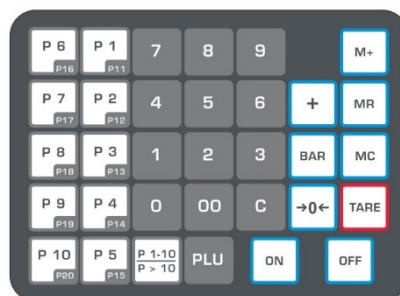 P 6 P16 P 1 P11 7 8 9 M+
P 7 P17 P 2 P12 4 5 6 + MR
P 8 P18 P 3 P13 1 2 3 BAR MC
P 9 P19 P 4 P14 0 00 C →0← TARE
P 10 P20 P 5 P15 P 1-10 PLU ON OFF
P > 10